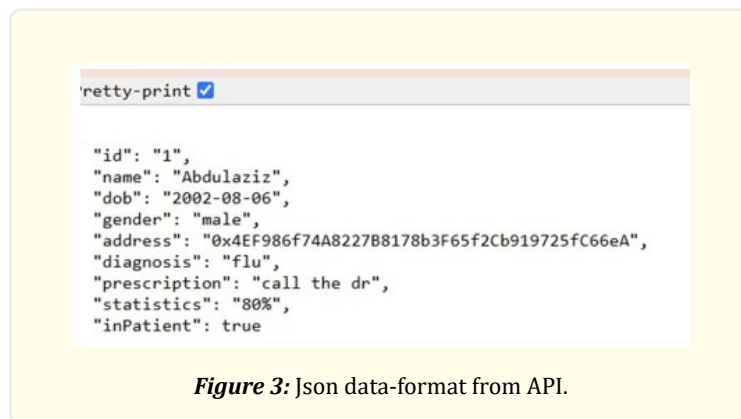 retty-print
"id": "1",
"name": "Abdulaziz",
"dob": "2002-08-06",
"gender": "male",
"address": "0x4EF986f74A8227B8178b3F65f2Cb919725fC66eA",
"diagnosis": "flu",
"prescription": "call the dr",
"statistics": "80%",
"inPatient": true
Figure 3: Json data-format from API.